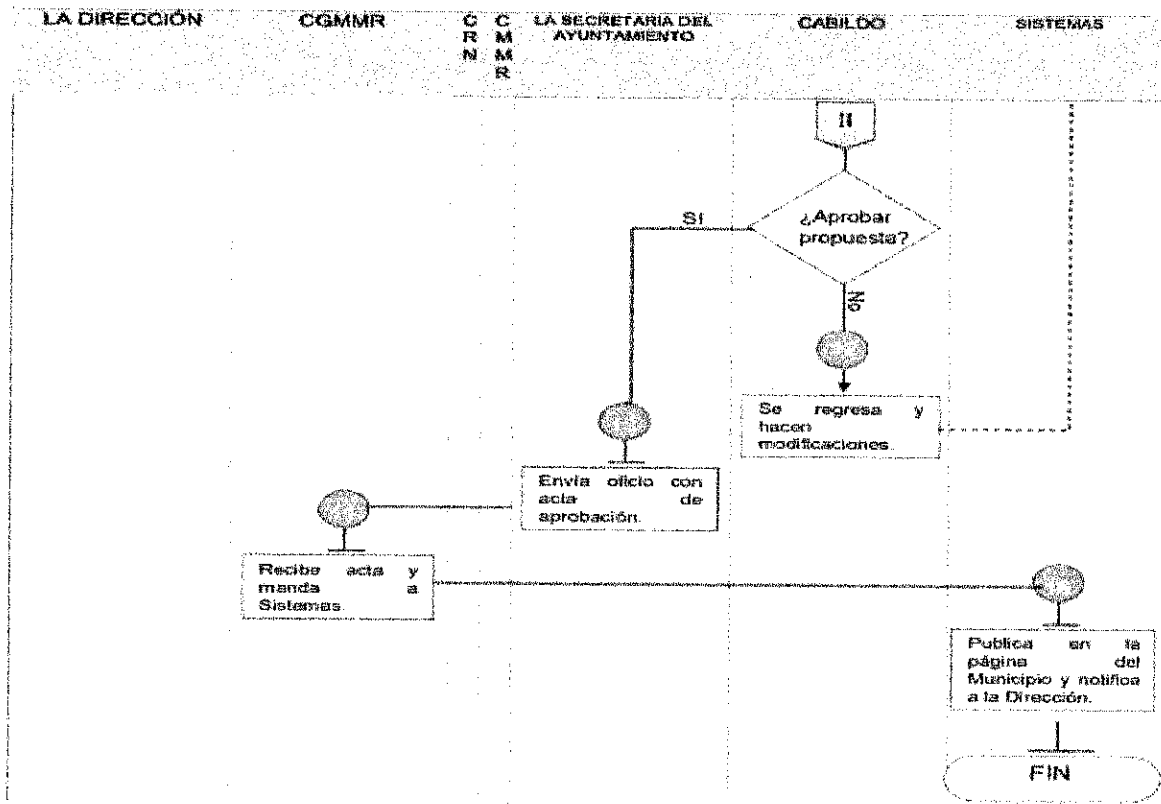 LA DIRECCIÓN
CGMMR
C
R
N
C
M
M
R
LA SECRETARIA DEL
AYUNTAMIENTO
CABILDO
SISTEMAS
¿Aprobar
propuesta?
SI
No
Se regresa y
hacen
modificaciones.
Envía oficio con
acta de
aprobación.
Recibe acta y
manda a
Sistemas.
Publica en la
página del
Municipio y notifica
a la Dirección.
FIN